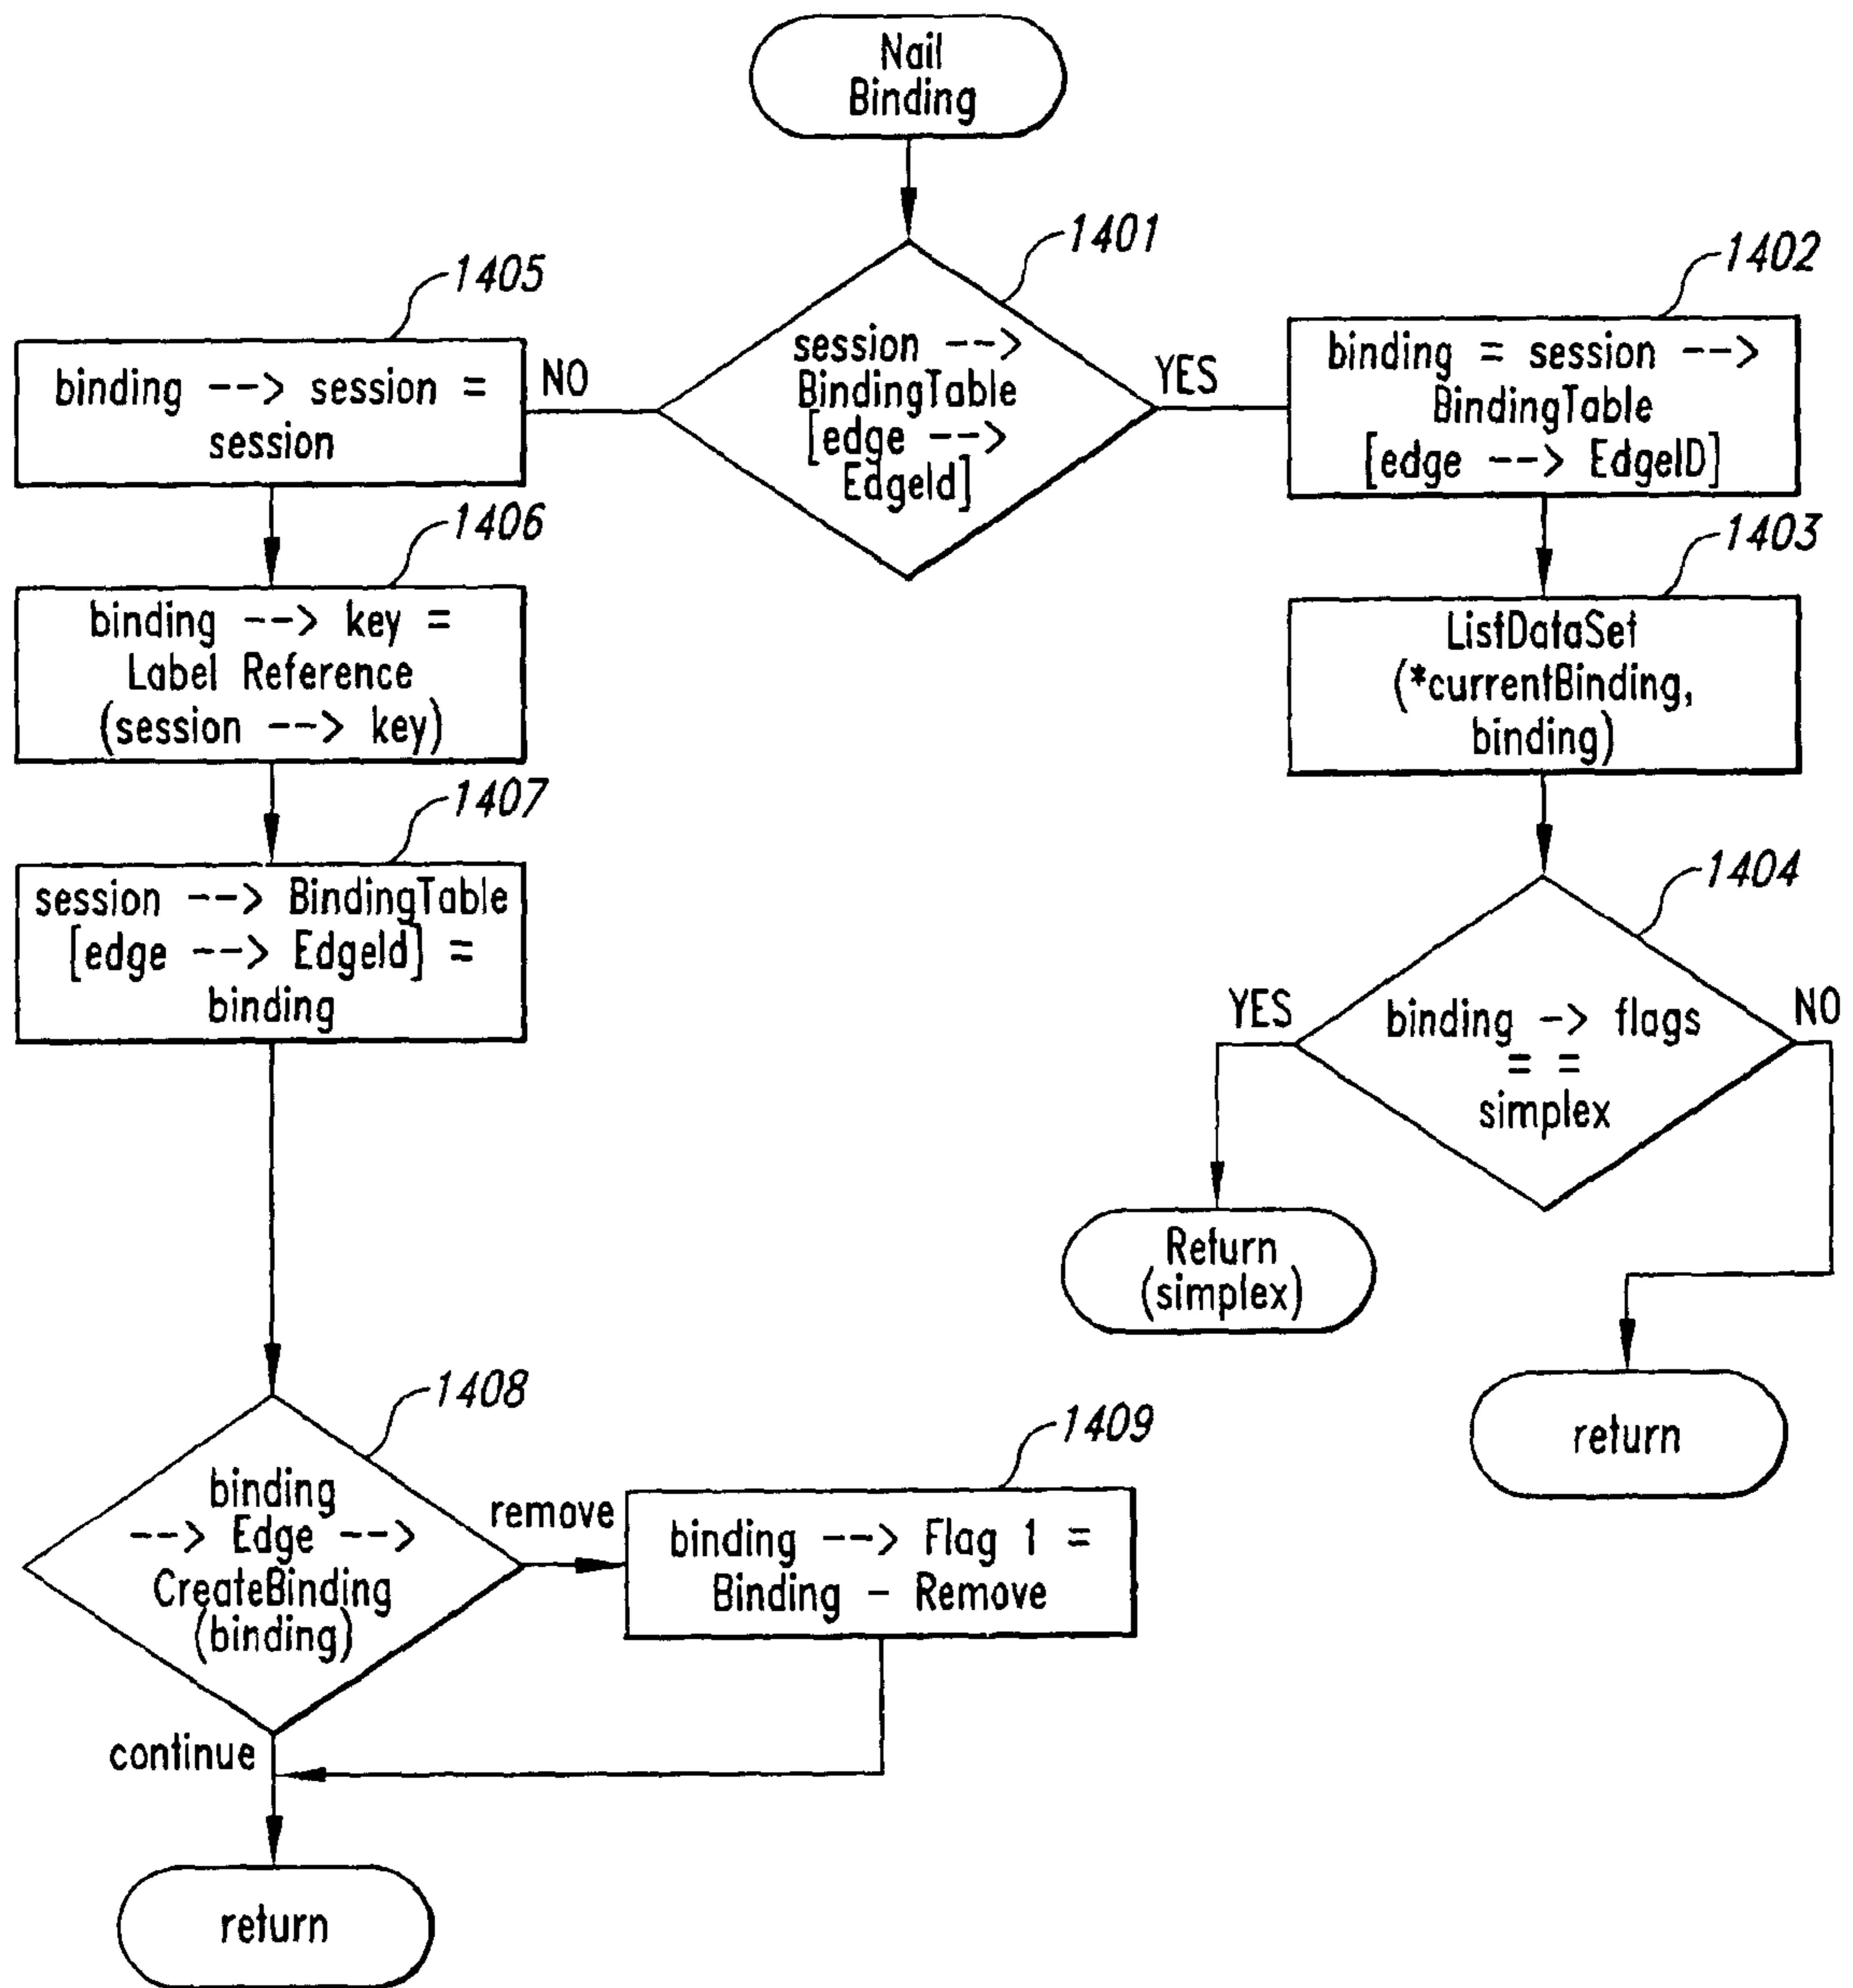 Nail
Binding
1401
session -->
BindingTable
[edge -->
EdgeId]
NO
YES
1405
binding --> session =
session
1402
binding = session -->
BindingTable
[edge --> EdgeID]
1406
binding --> key =
Label Reference
(session --> key)
1403
ListDataSet
(*currentBinding,
binding)
1407
session --> BindingTable
[edge --> EdgeId] =
binding
1404
binding -> flags
= =
simplex
YES
NO
Return
(simplex)
return
1408
binding
--> Edge -->
CreateBinding
(binding)
remove
1409
binding --> Flag 1 =
Binding - Remove
continue
return